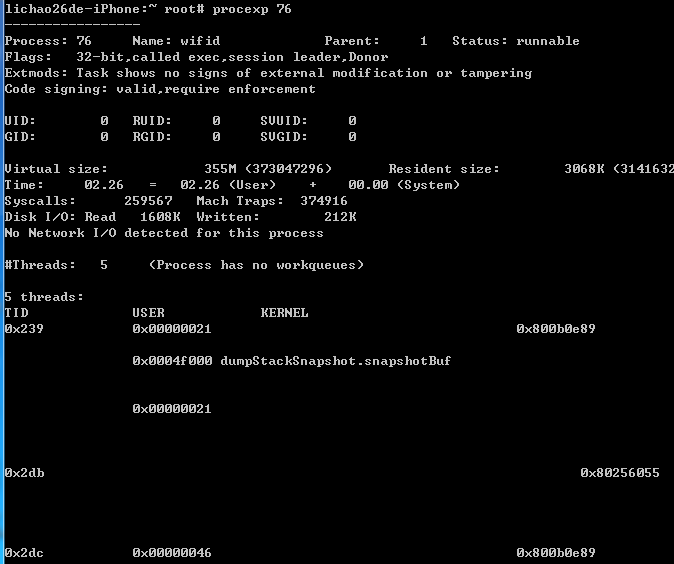 lichao26de-iPhone:~ root# procexp 76
-----------------
Process: 76 Name: wifid Parent: 1 Status: runnable
Flags: 32-bit,called exec,session leader,Donor
Extmods: Task shows no signs of external modification or tampering
Code signing: valid,require enforcement
UID: 0 RUID: 0 SVUID: 0
GID: 0 RGID: 0 SVGID: 0
Virtual size: 355M (373047296) Resident size: 3068K (3141632
Time: 02.26 = 02.26 (User) + 00.00 (System)
Syscalls: 259567 Mach Traps: 374916
Disk I/O: Read 1608K Written: 212K
No Network I/O detected for this process
#Threads: 5 (Process has no workqueues)
5 threads:
TID USER KERNEL
0x239 0x00000021 0x800b0e89
0x0004f000 dumpStackSnapshot.snapshotBuf
0x00000021
0x2db 0x80256055
0x2dc 0x00000046 0x800b0e89